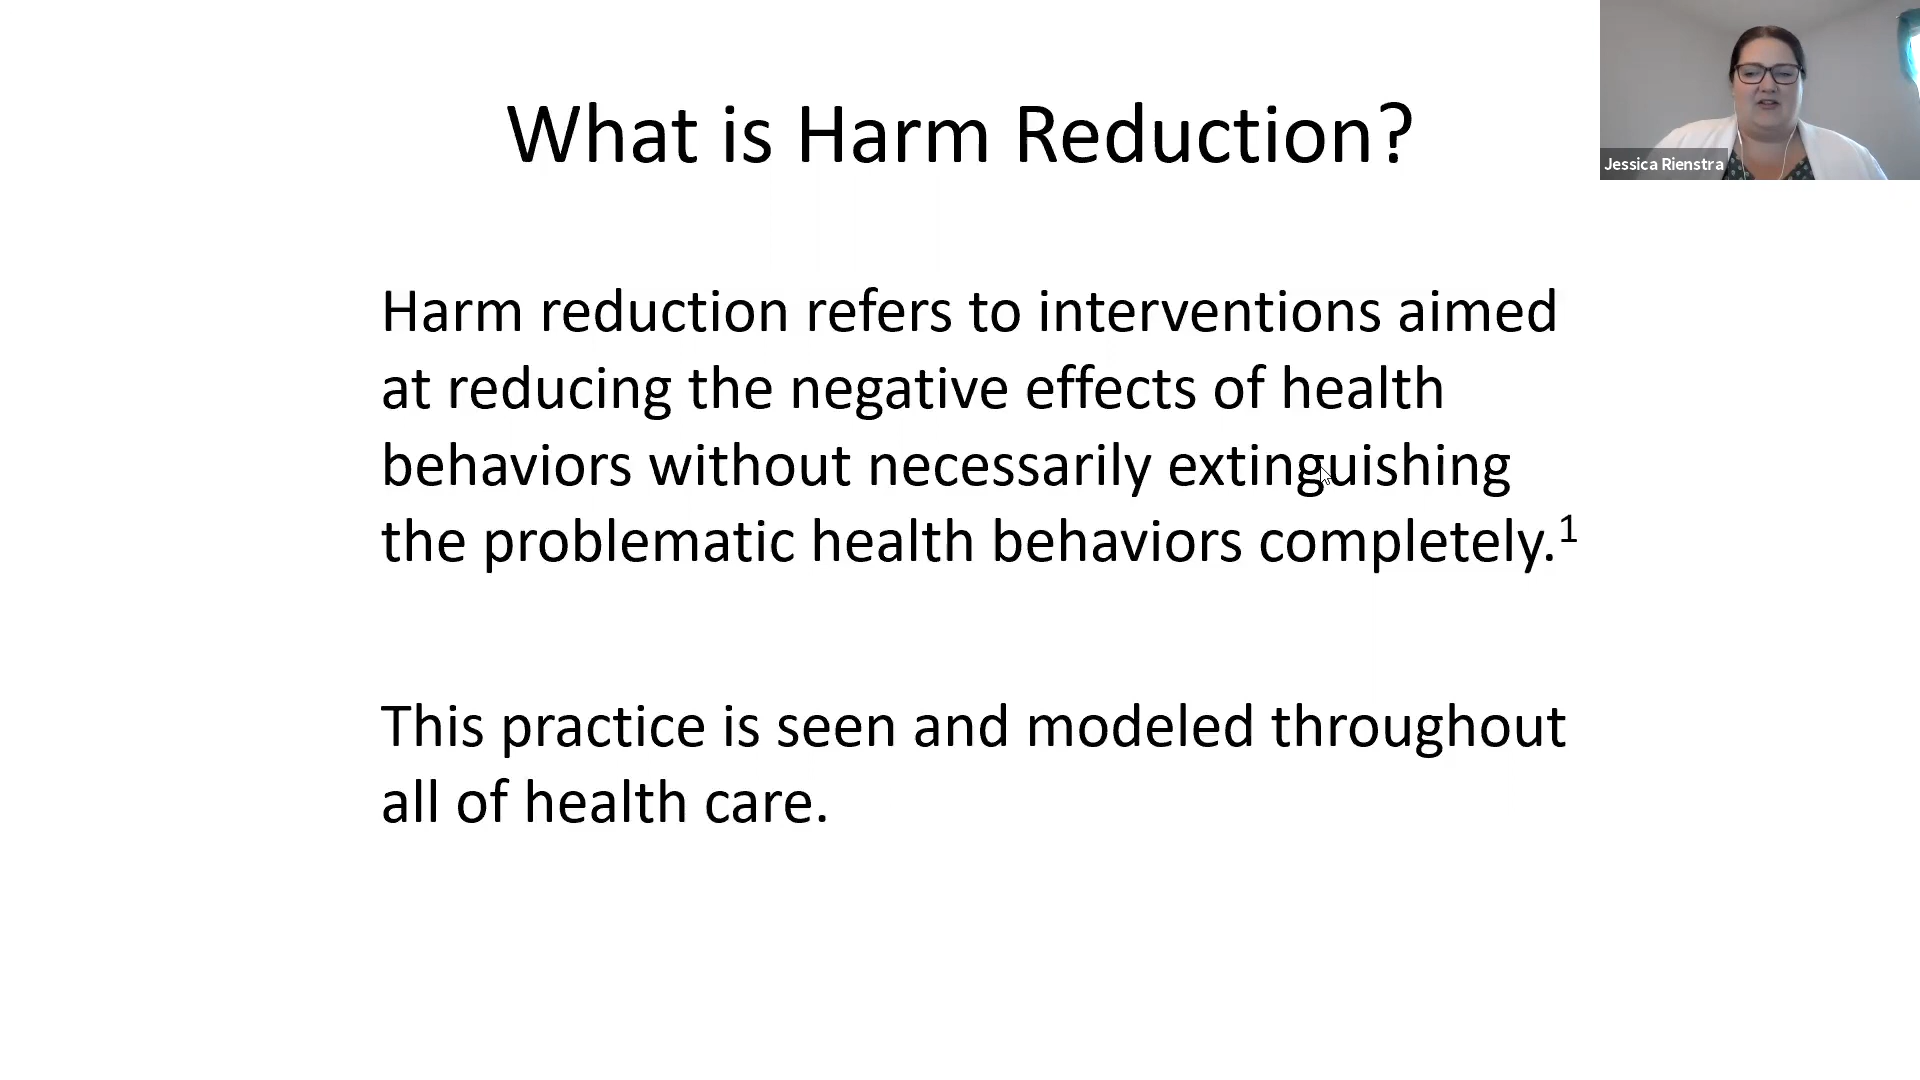 What is Harm Reduction?
Jessica Rienstra
Harm reduction refers to interventions aimed
at reducing the negative effects of health
behaviors without necessarily extinguishing
the problematic health behaviors completely.¹
This practice is seen and modeled throughout
all of health care.